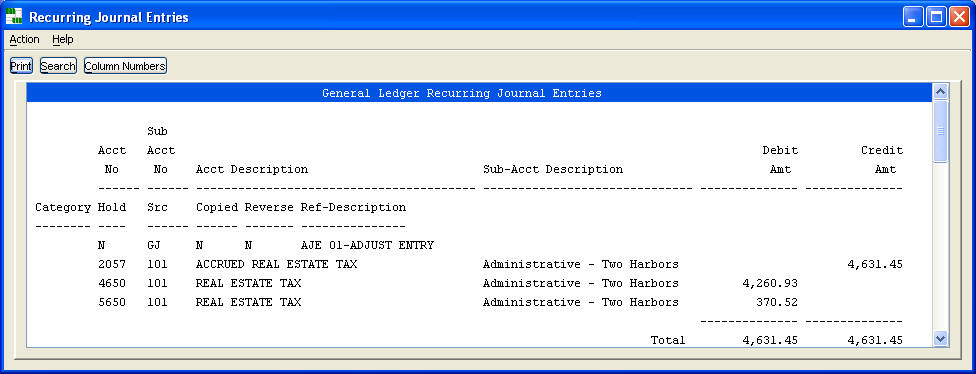 Recurring Journal Entries
Action Help
Print Search Column Numbers
General Ledger Recurring Journal Entries
Sub
Acct Acct Debit Credit
No No Acct Description Sub-Acct Description Amt Amt
------ ------ ---------------------------------------- ------------------------------ -------------- --------------
Category Hold Src Copied Reverse Ref-Description
-------- ---- ------ ------ ------- ---------------
N GJ N N AJE 01-ADJUST ENTRY
2057 101 ACCRUED REAL ESTATE TAX Administrative - Two Harbors 4,631.45
4650 101 REAL ESTATE TAX Administrative - Two Harbors 4,260.93
5650 101 REAL ESTATE TAX Administrative - Two Harbors 370.52
-------------- --------------
Total 4,631.45 4,631.45